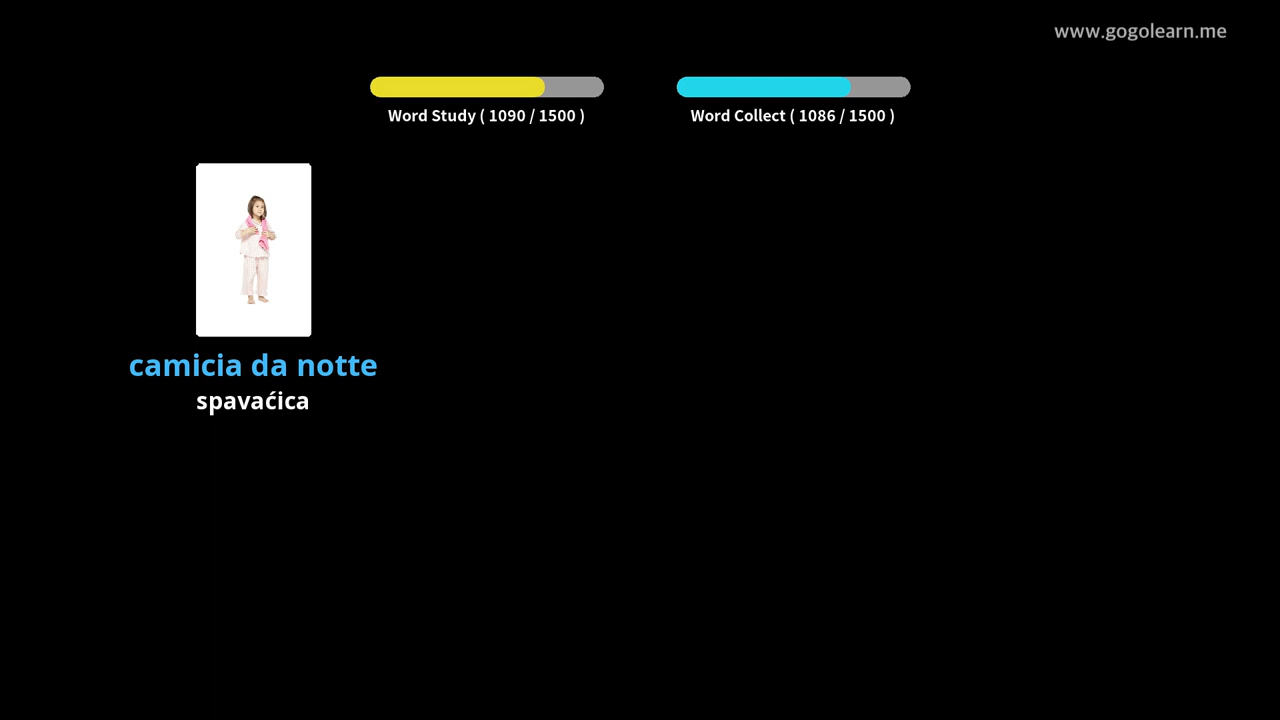 www.gogolearn.me
Word Study ( 1090 / 1500 )
Word Collect ( 1086 / 1500 )
camicia da notte
spavaćica